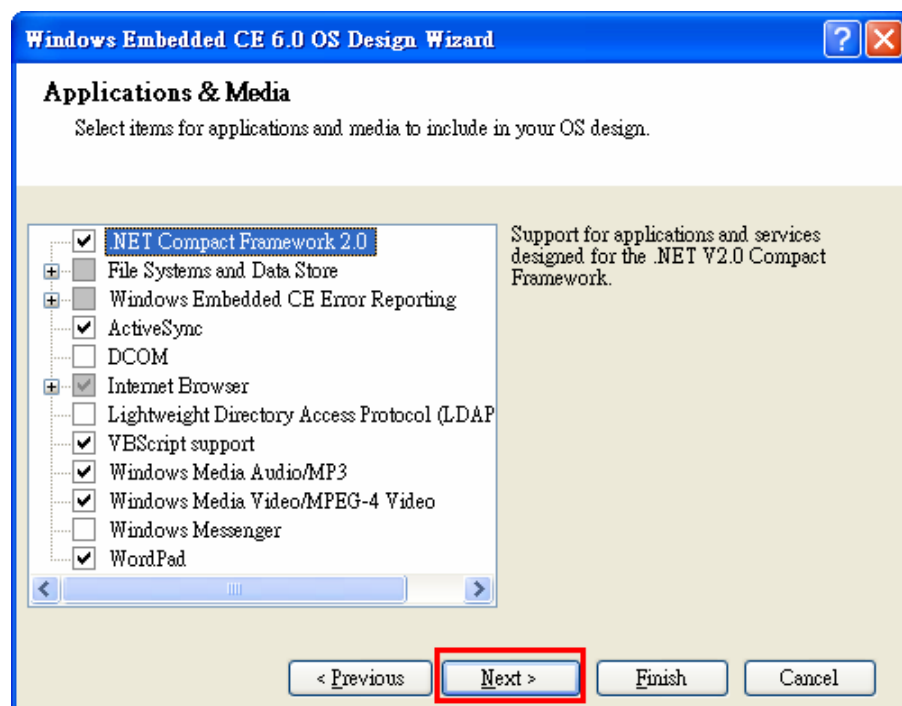 Windows Embedded CE 6.0 OS Design Wizard
Applications & Media
Select items for applications and media to include in your OS design.
.NET Compact Framework 2.0
File Systems and Data Store
Windows Embedded CE Error Reporting
ActiveSync
DCOM
Internet Browser
Lightweight Directory Access Protocol (LDAP
VBScript support
Windows Media Audio/MP3
Windows Media Video/MPEG-4 Video
Windows Messenger
WordPad
Support for applications and services
designed for the .NET V2.0 Compact
Framework.
< Previous
Next >
Finish
Cancel